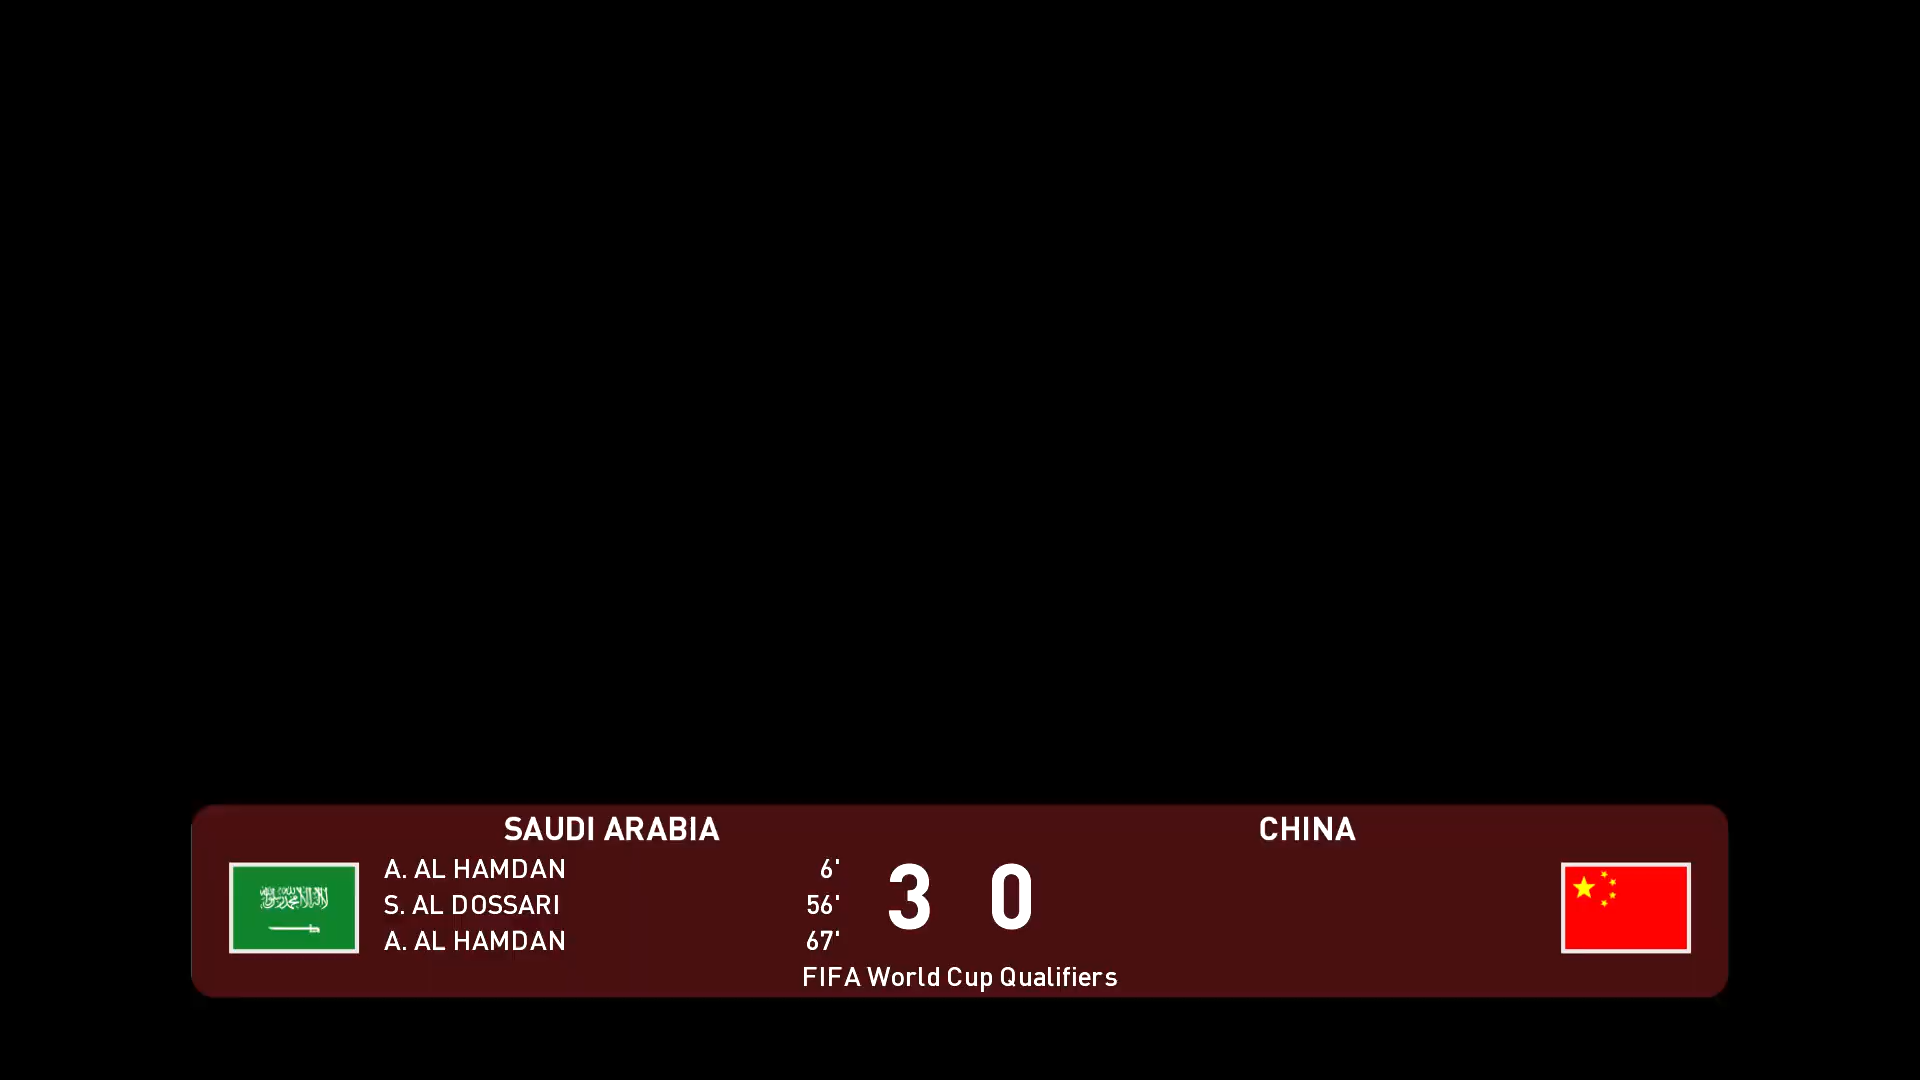 SAUDI ARABIA
CHINA
A. AL HAMDAN 6'
S. AL DOSSARI 56'
A. AL HAMDAN 67'
3 0
FIFA World Cup Qualifiers